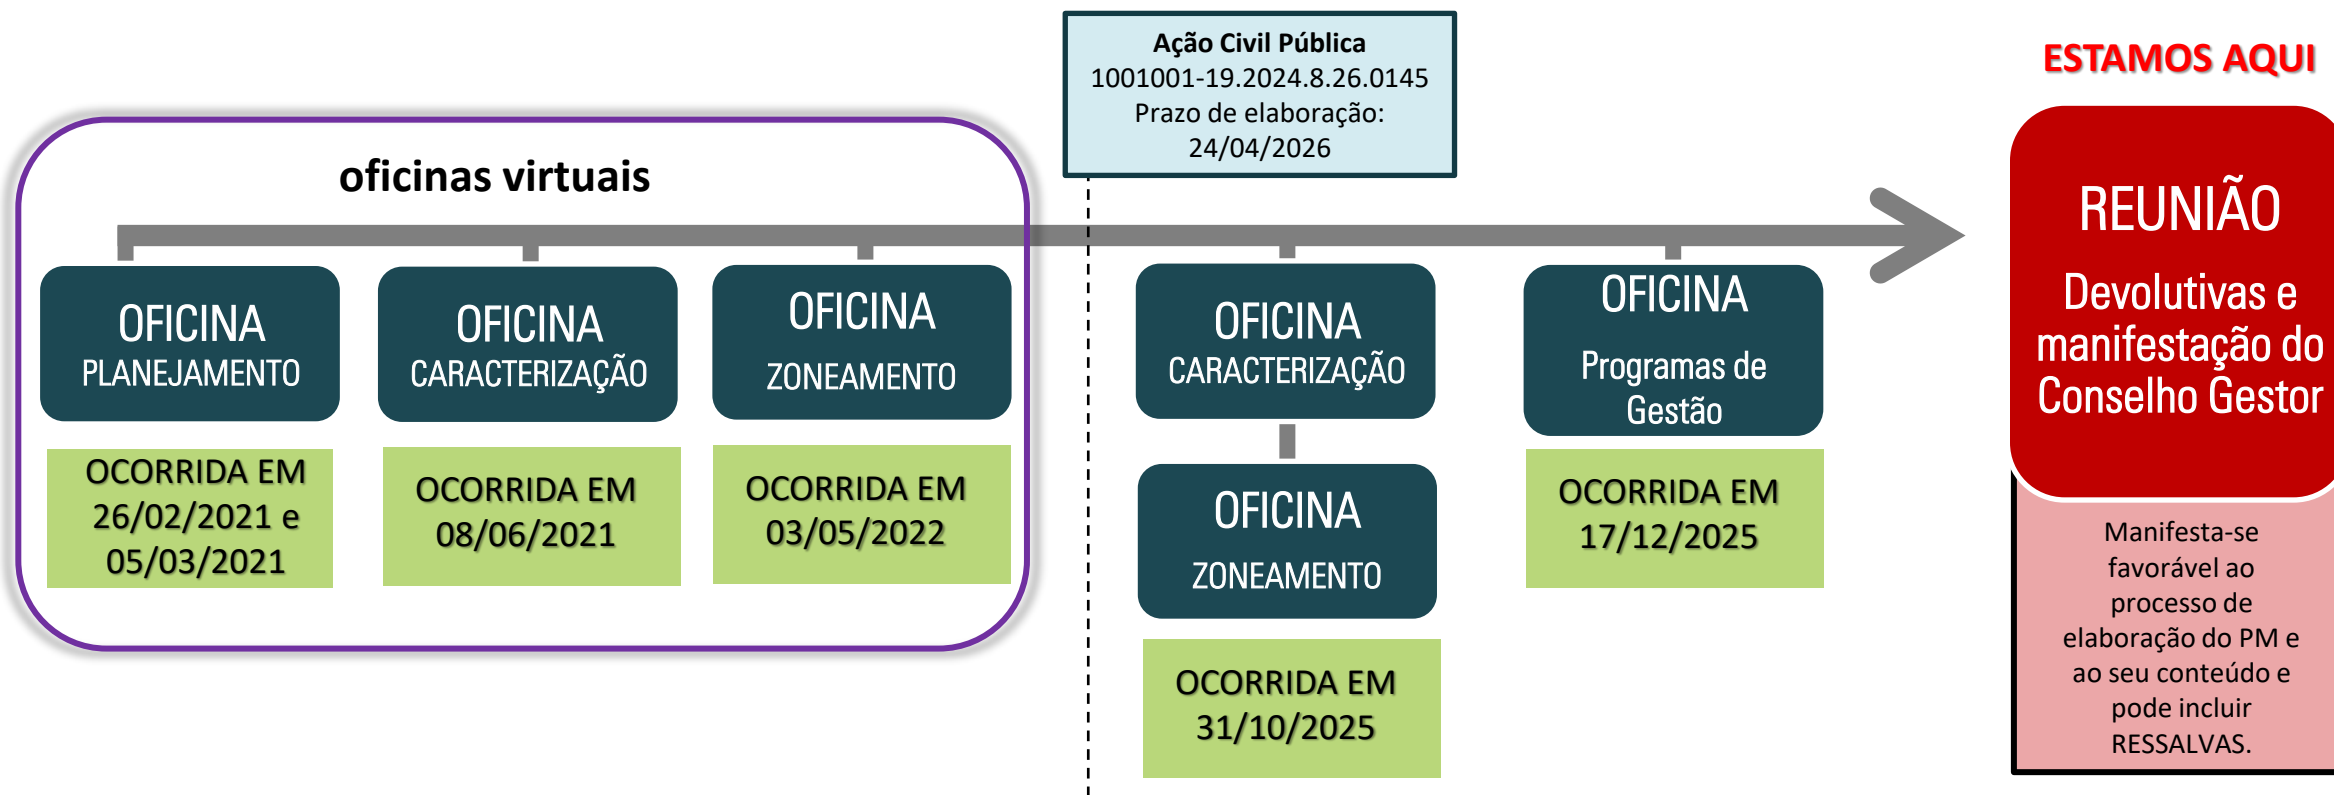 Ação Civil Pública
1001001-19.2024.8.26.0145
Prazo de elaboração:
24/04/2026
ESTAMOS AQUI
oficinas virtuais
OFICINA
PLANEJAMENTO
OCORRIDA EM
26/02/2021 e
05/03/2021
OFICINA
CARACTERIZAÇÃO
OCORRIDA EM
08/06/2021
OFICINA
ZONEAMENTO
OCORRIDA EM
03/05/2022
OFICINA
CARACTERIZAÇÃO
OFICINA
ZONEAMENTO
OCORRIDA EM
31/10/2025
OFICINA
Programas de
Gestão
OCORRIDA EM
17/12/2025
REUNIÃO
Devolutivas e
manifestação do
Conselho Gestor
Manifesta-se
favorável ao
processo de
elaboração do PM e
ao seu conteúdo e
pode incluir
RESSALVAS.